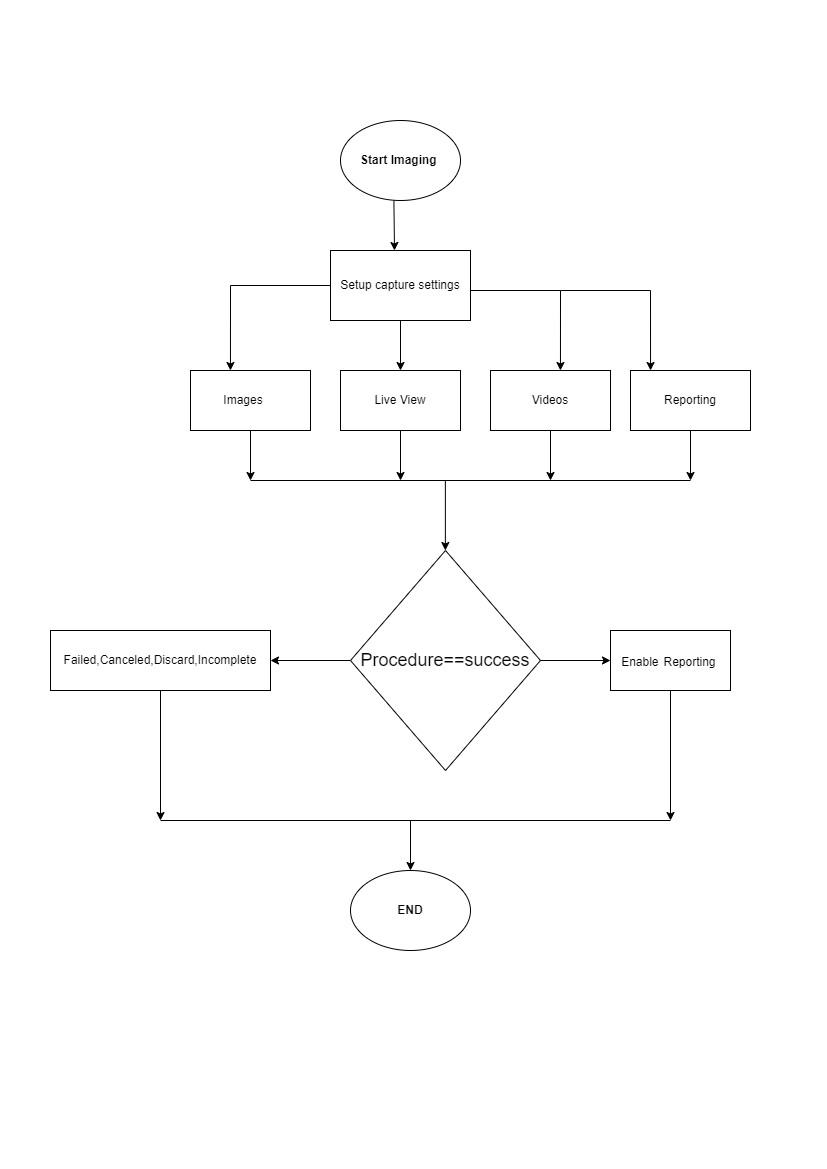 Start Imaging
Setup capture settings
Images
Live View
Videos
Reporting
Failed,Canceled,Discard,Incomplete
Procedure==success
Enable Reporting
END